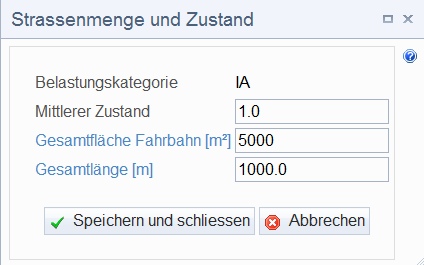 Strassenmenge und Zustand
Belastungskategorie IA
Mittlerer Zustand 1.0
Gesamtfläche Fahrbahn [m²] 5000
Gesamtlänge [m] 1000.0
Speichern und schliessen Abbrechen